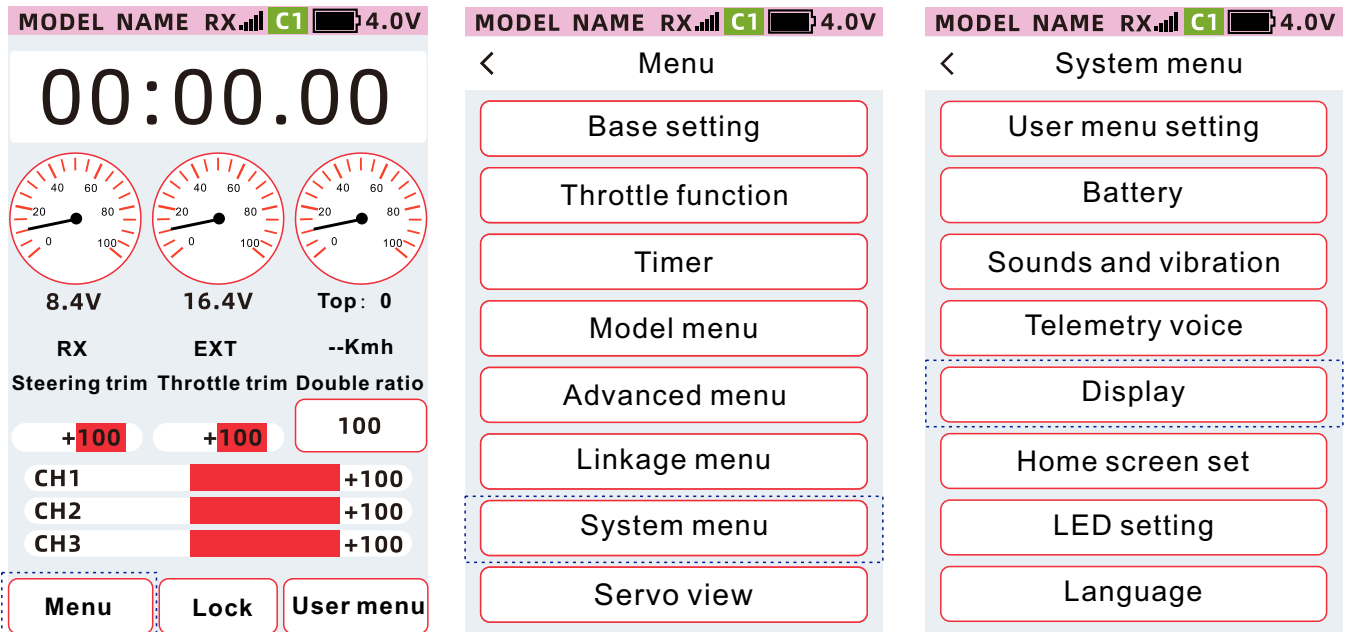 MODEL NAME RX C1 4.0V
00:00.00
40 60
20 80
0 100
40 60
20 80
0 100
40 60
20 80
0 100
8.4V 16.4V Top: 0
RX EXT --Kmh
Steering trim Throttle trim Double ratio
+100 +100 100
CH1 +100
CH2 +100
CH3 +100
Menu Lock User menu
MODEL NAME RX C1 4.0V
< Menu
Base setting
Throttle function
Timer
Model menu
Advanced menu
Linkage menu
System menu
Servo view
MODEL NAME RX C1 4.0V
< System menu
User menu setting
Battery
Sounds and vibration
Telemetry voice
Display
Home screen set
LED setting
Language